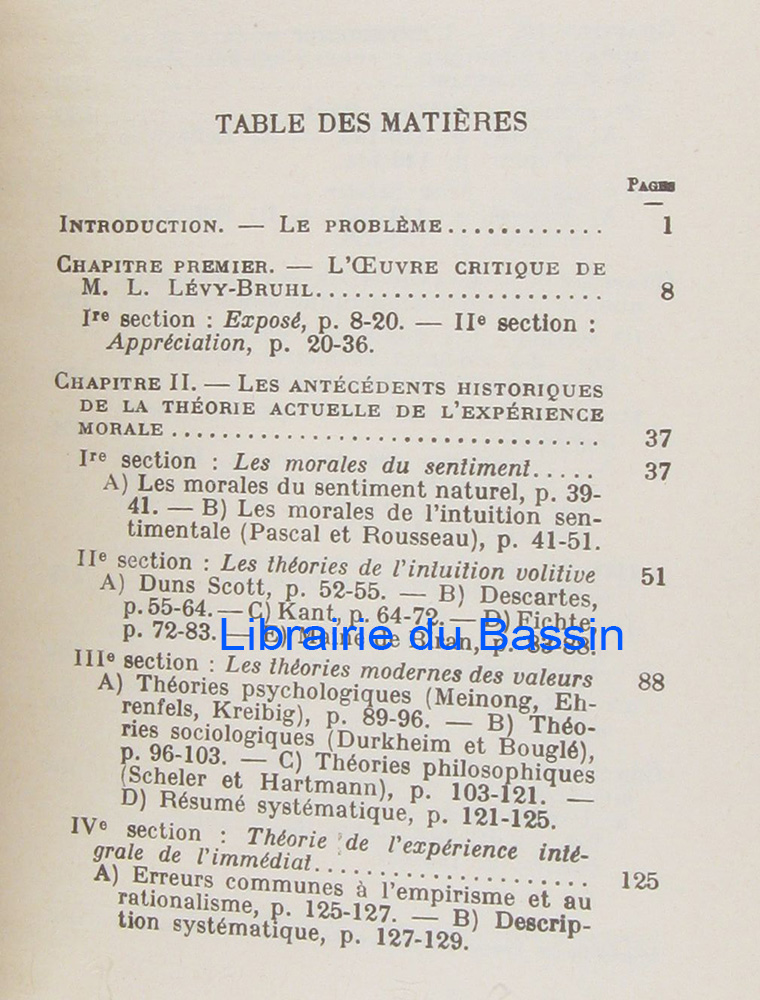 TABLE DES MATIÈRES
PAGES
INTRODUCTION. — LE PROBLÈME............ 1
CHAPITRE PREMIER. — L'ŒUVRE CRITIQUE DE
M. L. LÉVY-BRUHL...................... 8
Ire section : Exposé, p. 8-20. — IIe section :
Appréciation, p. 20-36.
CHAPITRE II. — LES ANTÉCÉDENTS HISTORIQUES
DE LA THÉORIE ACTUELLE DE L'EXPÉRIENCE
MORALE ................................. 37
Ire section : Les morales du sentiment..... 37
A) Les morales du sentiment naturel, p. 39-
41. — B) Les morales de l'intuition sen-
timentale (Pascal et Rousseau), p. 41-51.
IIe section : Les théories de l'intuition volitive 51
A) Duns Scott, p. 52-55. — B) Descartes,
p. 55-64. — C) Kant, p. 64-72. — D) Fichte,
p. 72-83. — E) Maine de Biran, p. 83-88.
Librairie du Bassin
IIIe section : Les théories modernes des valeurs 88
A) Théories psychologiques (Meinong, Eh-
renfels, Kreibig), p. 89-96. — B) Théo-
ries sociologiques (Durkheim et Bouglé),
p. 96-103. — C) Théories philosophiques
(Scheler et Hartmann), p. 103-121. —
D) Résumé systématique, p. 121-125.
IVe section : Théorie de l'expérience inté-
grale de l'immédiat..................... 125
A) Erreurs communes à l'empirisme et au
rationalisme, p. 125-127. — B) Descrip-
tion systématique, p. 127-129.